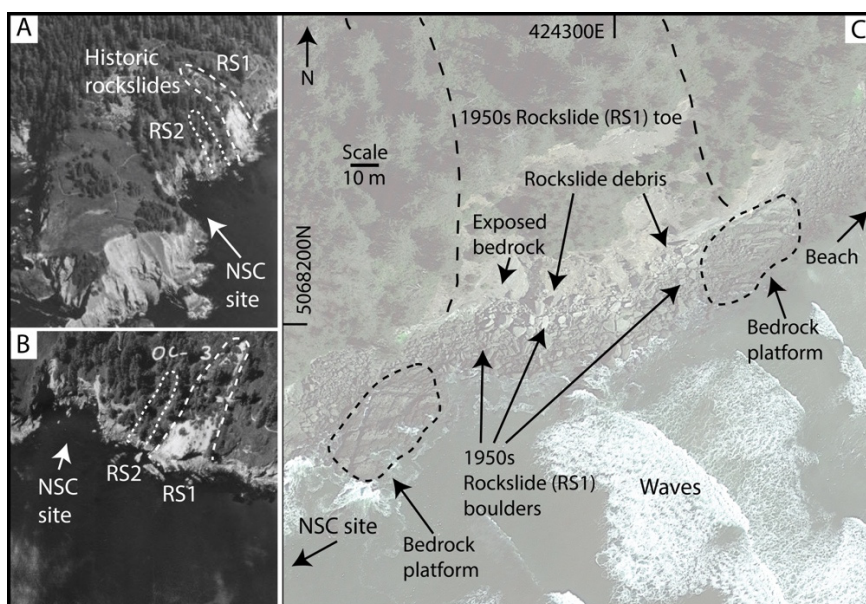 A
Historic
rockslides
RS1
RS2
NSC
site
B
OC-3
NSC
site
RS2
RS1
C
424300E
N
1950s Rockslide (RS1) toe
Scale
10 m
Rockslide debris
Exposed
bedrock
5068200N
Beach
Bedrock
platform
1950s
Rockslide (RS1)
boulders
Waves
NSC site
Bedrock
platform